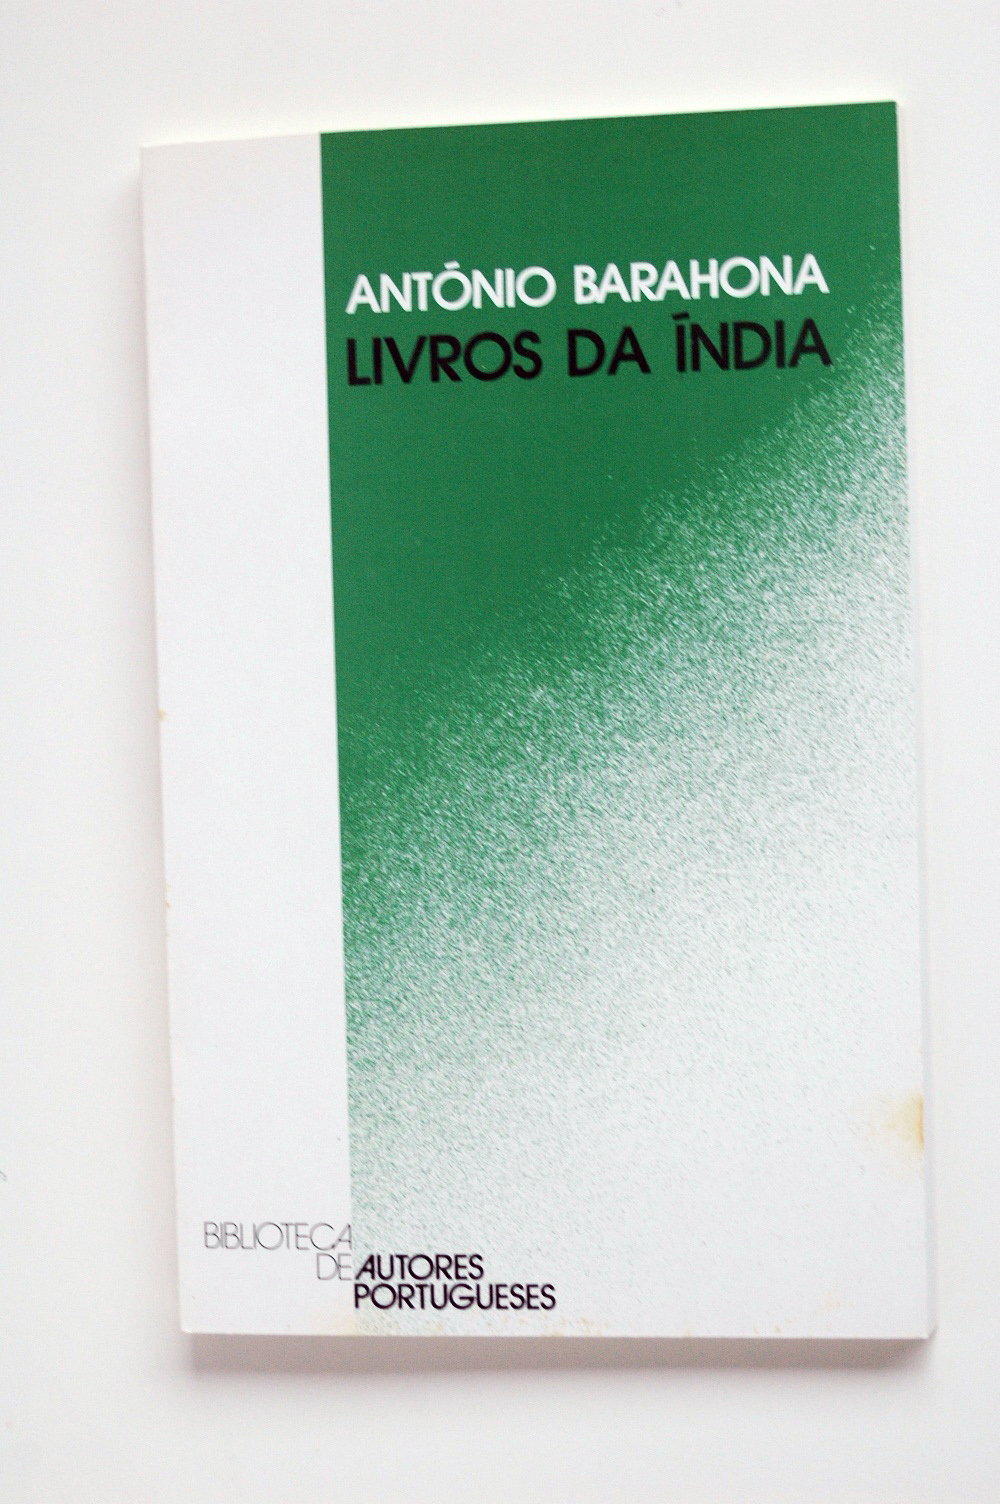 ANTÓNIO BARAHONA
LIVROS DA ÍNDIA
BIBLIOTECA
DE AUTORES
PORTUGUESES